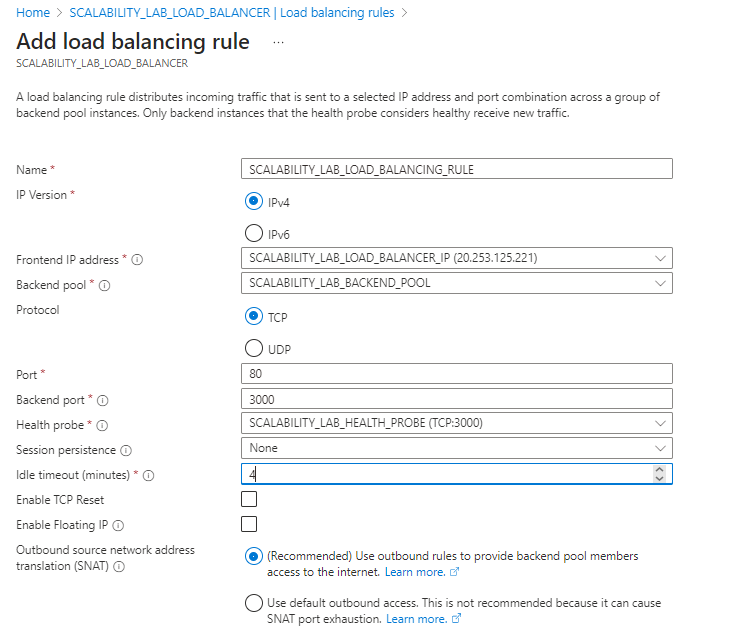 Home > SCALABILITY_LAB_LOAD_BALANCER | Load balancing rules >
Add load balancing rule ...
SCALABILITY_LAB_LOAD_BALANCER
A load balancing rule distributes incoming traffic that is sent to a selected IP address and port combination across a group of
backend pool instances. Only backend instances that the health probe considers healthy receive new traffic.
Name * SCALABILITY_LAB_LOAD_BALANCING_RULE
IP Version * IPv4
IPv6
Frontend IP address * SCALABILITY_LAB_LOAD_BALANCER_IP (20.253.125.221)
Backend pool * SCALABILITY_LAB_BACKEND_POOL
Protocol TCP
UDP
Port * 80
Backend port * 3000
Health probe * SCALABILITY_LAB_HEALTH_PROBE (TCP:3000)
Session persistence None
Idle timeout (minutes) * 4
Enable TCP Reset
Enable Floating IP
Outbound source network address
translation (SNAT)
(Recommended) Use outbound rules to provide backend pool members
access to the internet. Learn more.
Use default outbound access. This is not recommended because it can cause
SNAT port exhaustion. Learn more.